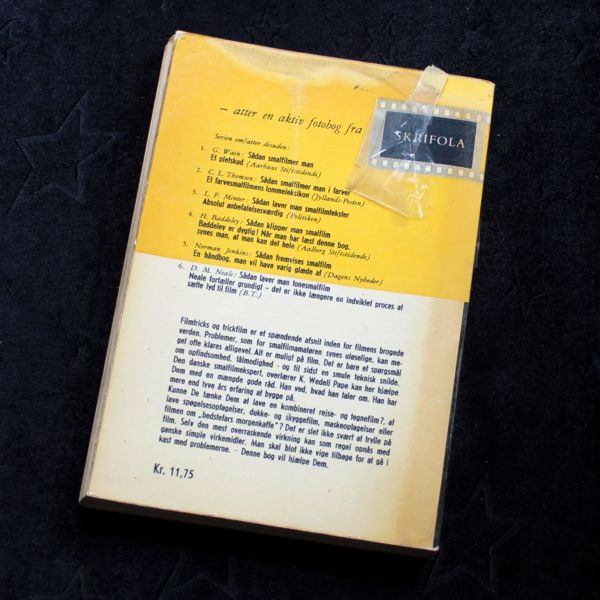 – atter en aktiv fotobog fra
SKRIFOLA
Serien omfatter desuden:
1. G. Wain: Sådan smalfilmer man
Et pletskud (Aarhuus Stiftstidende)
2. C. L. Thomson: Sådan smalfilmer man i farver
Et farvesmalfilmens lommeleksikon (Jyllands-Posten)
3. L. F. Minter: Sådan laver man smalfilmtekster
Absolut anbefalelsesværdig (Politiken)
4. H. Baddeley: Sådan klipper man smalfilm
Baddeley er dygtig! Når man har læst denne bog,
synes man, at man kan det hele (Aalborg Stiftstidende)
5. Norman Jenkins: Sådan fremvises smalfilm
En håndbog, man vil have varig glæde af (Dagens Nyheder)
6. D. M. Neale: Sådan laver man tonesmalfilm
Neale fortæller grundigt – det er ikke længere en indviklet proces at
sætte lyd til film (B.T.)
Filmtricks og trickfilm er et spændende afsnit inden for filmens brogede
verden. Problemer, som for smalfilmamatøren synes uløselige, kan me-
get ofte klares alligevel. Alt er muligt på film. Det er bare et spørgsmål
om opfindsomhed, tålmodighed - og til sidst en smule teknisk snilde.
Den danske smalfilmekspert, overlærer K. Wedell Pape kan her hjælpe
Dem med en mængde gode råd. Han ved, hvad han taler om. Han har
mere end tyve års erfaring at bygge på.
Kunne De tænke Dem at lave en kombineret rejse- og tegnefilm?, at
lave spøgelsesoptagelser, dukke- og skyggefilm, maskeoptagelser eller
filmen om „bedstefars morgenkaffe"? Det er slet ikke svært at trylle på
film. Selv den mest overraskende virkning kan som regel opnås med
ganske simple virkemidler. Man skal blot ikke vige tilbage for at gå i
kast med problemerne. – Denne bog vil hjælpe Dem.
Kr. 11,75